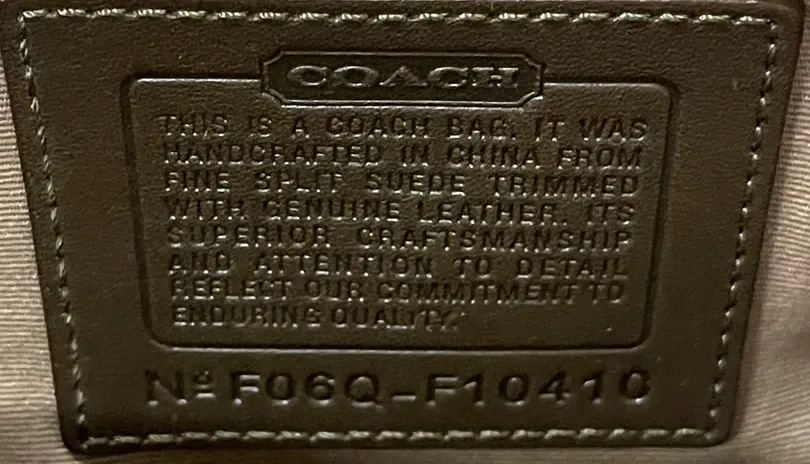 COACH
THIS IS A COACH BAG. IT WAS
HANDCRAFTED IN CHINA FROM
FINE SPLIT SUEDE TRIMMED
WITH GENUINE LEATHER. ITS
SUPERIOR CRAFTSMANSHIP
AND ATTENTION TO DETAIL
REFLECT OUR COMMITMENT TO
ENDURING QUALITY.
Nº F06Q-F10410